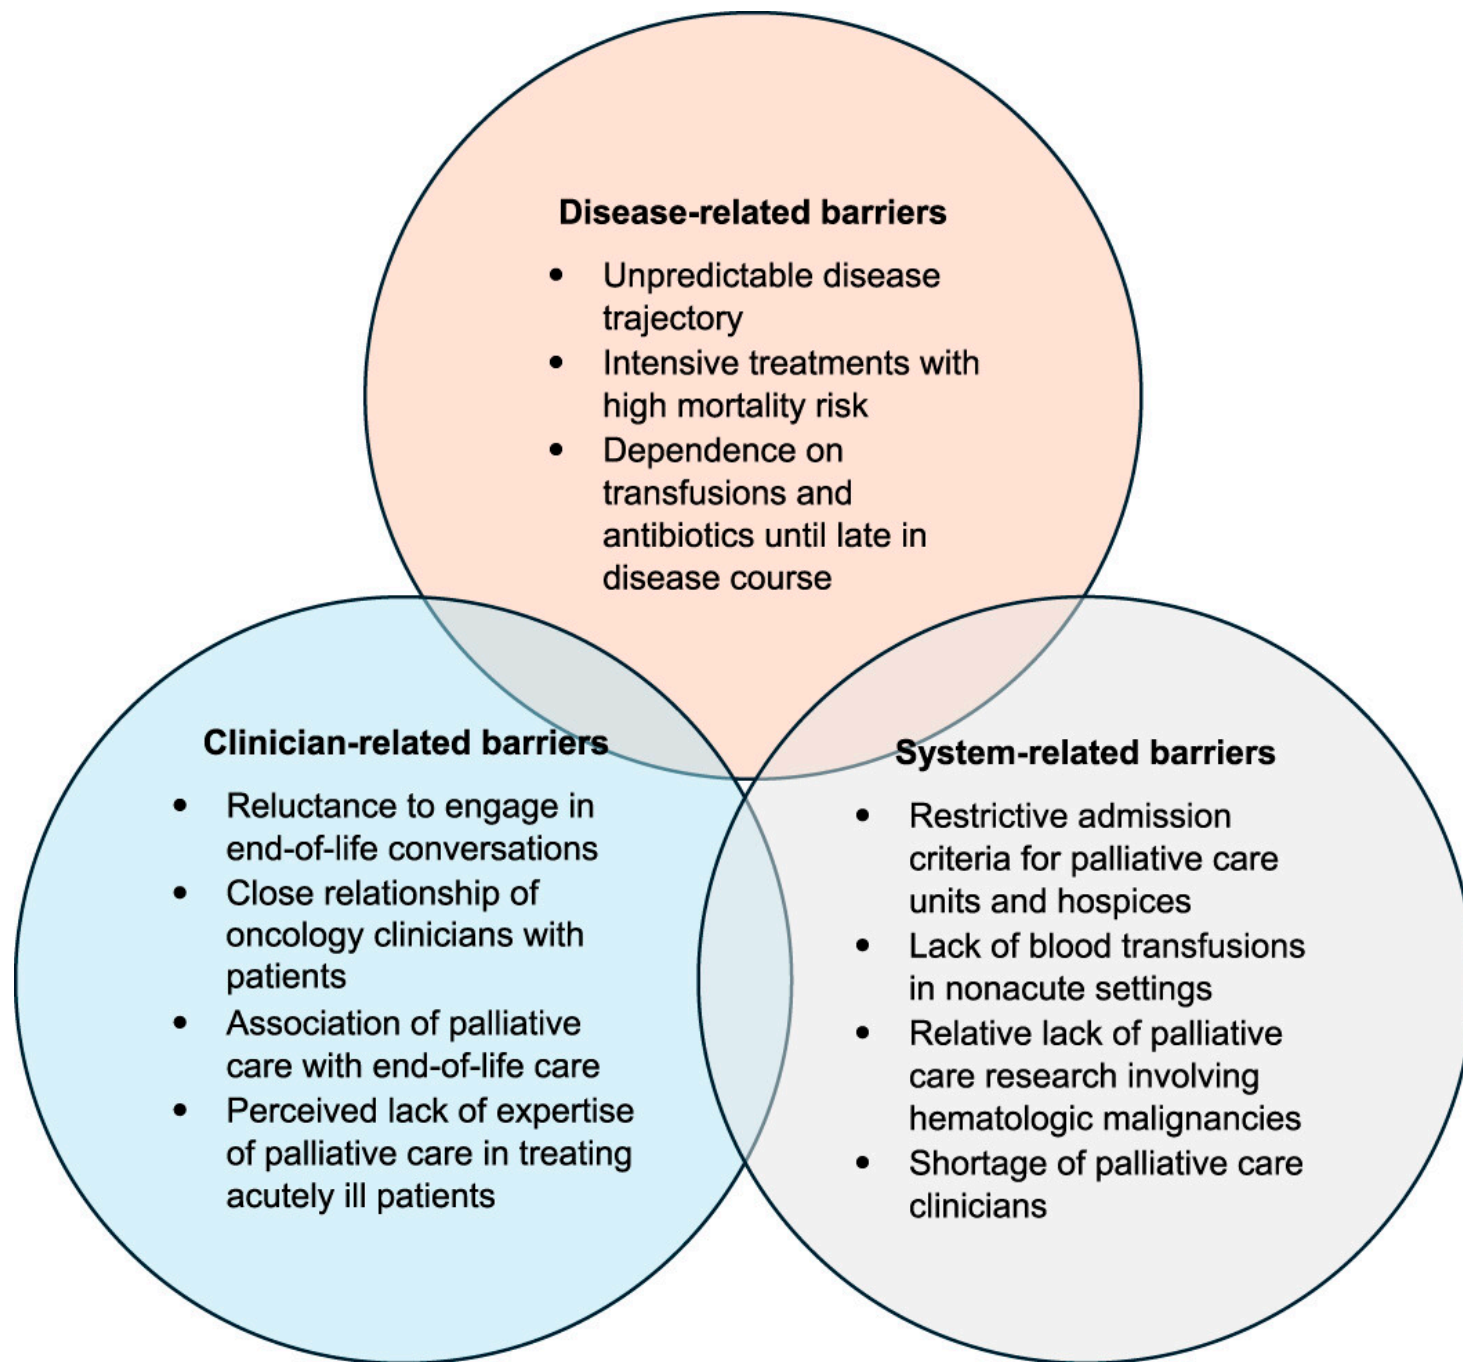 Disease-related barriers
• Unpredictable disease
trajectory
• Intensive treatments with
high mortality risk
• Dependence on
transfusions and
antibiotics until late in
disease course
Clinician-related barriers
• Reluctance to engage in
end-of-life conversations
• Close relationship of
oncology clinicians with
patients
• Association of palliative
care with end-of-life care
• Perceived lack of expertise
of palliative care in treating
acutely ill patients
System-related barriers
• Restrictive admission
criteria for palliative care
units and hospices
• Lack of blood transfusions
in nonacute settings
• Relative lack of palliative
care research involving
hematologic malignancies
• Shortage of palliative care
clinicians